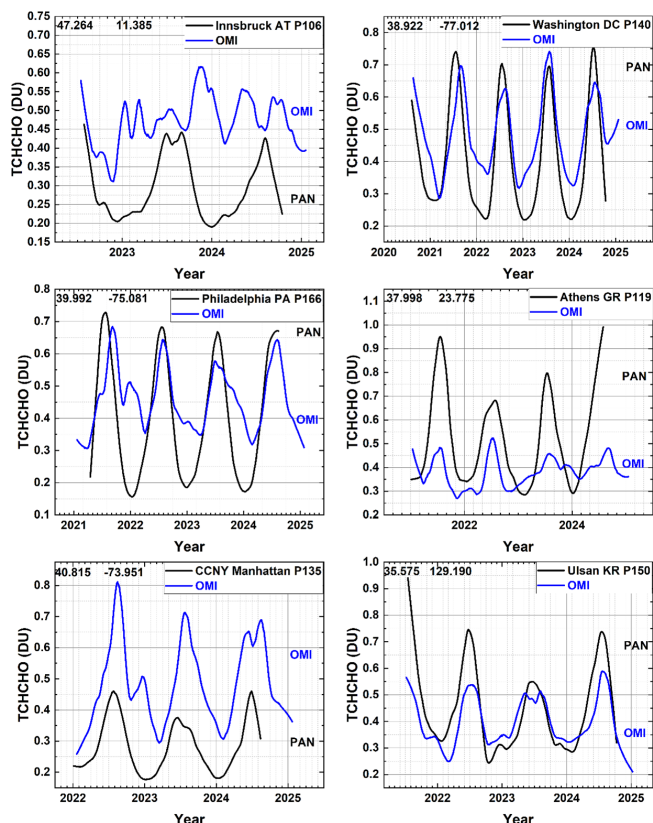 47.264 11.385 Innsbruck AT P106
OMI
TCHCHO (DU)
0.75
0.70
0.65
0.60
0.55
0.50
0.45
0.40
0.35
0.30
0.25
0.20
0.15
OMI
PAN
2023 2024 2025
Year
38.922 -77.012 Washington DC P140
OMI
TCHCHO (DU)
0.8
0.7
0.6
0.5
0.4
0.3
0.2
PAN
OMI
2020 2021 2022 2023 2024 2025
Year
39.992 -75.081 Philadelphia PA P166
OMI
TCHCHO (DU)
0.8
0.7
0.6
0.5
0.4
0.3
0.2
0.1
PAN
OMI
2021 2022 2023 2024 2025
Year
37.998 23.775 Athens GR P119
OMI
TCHCHO (DU)
1.1
1.0
0.9
0.8
0.7
0.6
0.5
0.4
0.3
0.2
PAN
OMI
2022 2024
Year
40.815 -73.951 CCNY Manhattan P135
OMI
TCHCHO (DU)
0.8
0.7
0.6
0.5
0.4
0.3
0.2
OMI
PAN
2022 2023 2024 2025
Year
35.575 129.190 Ulsan KR P150
OMI
TCHCHO (DU)
1.0
0.9
0.8
0.7
0.6
0.5
0.4
0.3
0.2
PAN
OMI
2022 2023 2024 2025
Year